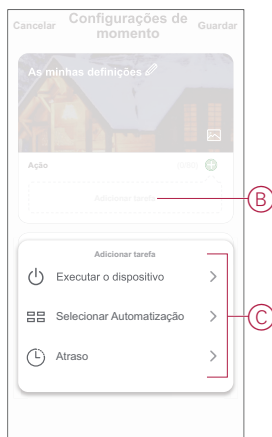 Cancelar
Configurações de
momento
Guardar
As minhas definições
Ação
Adicionar tarefa
B
Adicionar tarefa
Executar o dispositivo
Selecionar Automatização
C
Atraso